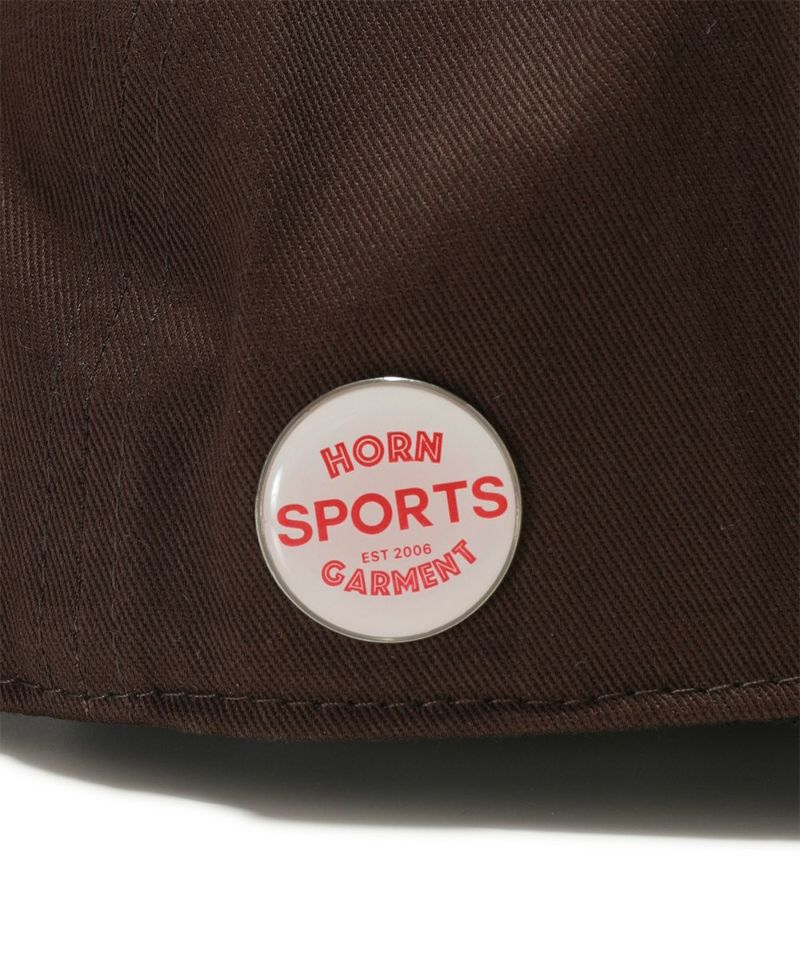 HORN
SPORTS
EST 2006
GARMENT